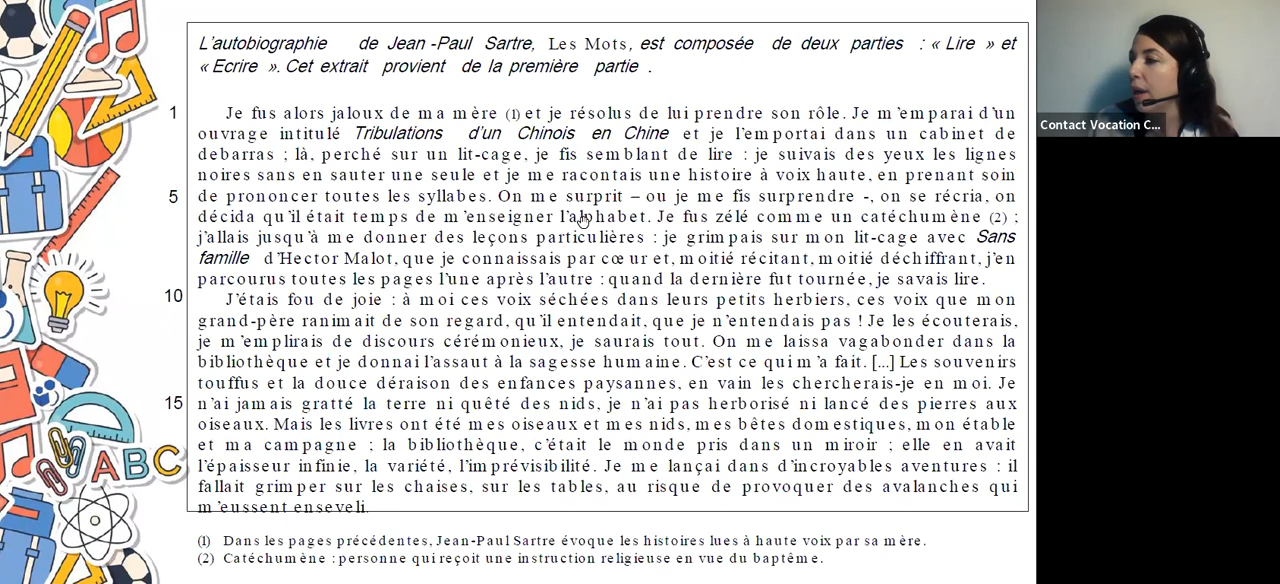 L'autobiographie de Jean-Paul Sartre, Les Mots, est composée de deux parties : « Lire » et
« Ecrire ». Cet extrait provient de la première partie .
1 Je fus alors jaloux de ma mère (1) et je résolus de lui prendre son rôle. Je m'emparai d'un
ouvrage intitulé Tribulations d'un Chinois en Chine et je l'emportai dans un cabinet de
debarras ; là, perché sur un lit-cage, je fis semblant de lire : je suivais des yeux les lignes
noires sans en sauter une seule et je me racontais une histoire à voix haute, en prenant soin
5 de prononcer toutes les syllabes. On me surprit – ou je me fis surprendre -, on se récria, on
décida qu'il était temps de m'enseigner l'alphabet. Je fus zélé comme un catéchumène (2) ;
j'allais jusqu'à me donner des leçons particulières : je grimpais sur mon lit-cage avec Sans
famille d'Hector Malot, que je connaissais par cœur et, moitié récitant, moitié déchiffrant, j'en
parcourus toutes les pages l'une après l'autre : quand la dernière fut tournée, je savais lire.
10 J'étais fou de joie : à moi ces voix séchées dans leurs petits herbiers, ces voix que mon
grand-père ranimait de son regard, qu'il entendait, que je n'entendais pas ! Je les écouterais,
je m'emplirais de discours cérémonieux, je saurais tout. On me laissa vagabonder dans la
bibliothèque et je donnai l'assaut à la sagesse humaine. C'est ce qui m'a fait. [...] Les souvenirs
touffus et la douce déraison des enfances paysannes, en vain les chercherais-je en moi. Je
15 n'ai jamais gratté la terre ni quêté des nids, je n'ai pas herborisé ni lancé des pierres aux
oiseaux. Mais les livres ont été mes oiseaux et mes nids, mes bêtes domestiques, mon étable
et ma campagne ; la bibliothèque, c'était le monde pris dans un miroir ; elle en avait
l'épaisseur infinie, la variété, l'imprévisibilité. Je me lançai dans d'incroyables aventures : il
fallait grimper sur les chaises, sur les tables, au risque de provoquer des avalanches qui
m'eussent enseveli.
(1) Dans les pages précédentes, Jean-Paul Sartre évoque les histoires lues à haute voix par sa mère.
(2) Catéchumène : personne qui reçoit une instruction religieuse en vue du baptême.
ABC
Contact Vocation C...